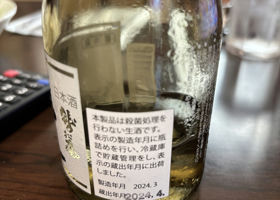 日本酒
本製品は殺菌処理を
行わない生酒です。
表示の製造年月に瓶
詰めを行い、冷蔵庫
で貯蔵管理をし、表
示の蔵出年月に出荷
しました。
製造年月 2024.3
蔵出年月 2024.4.